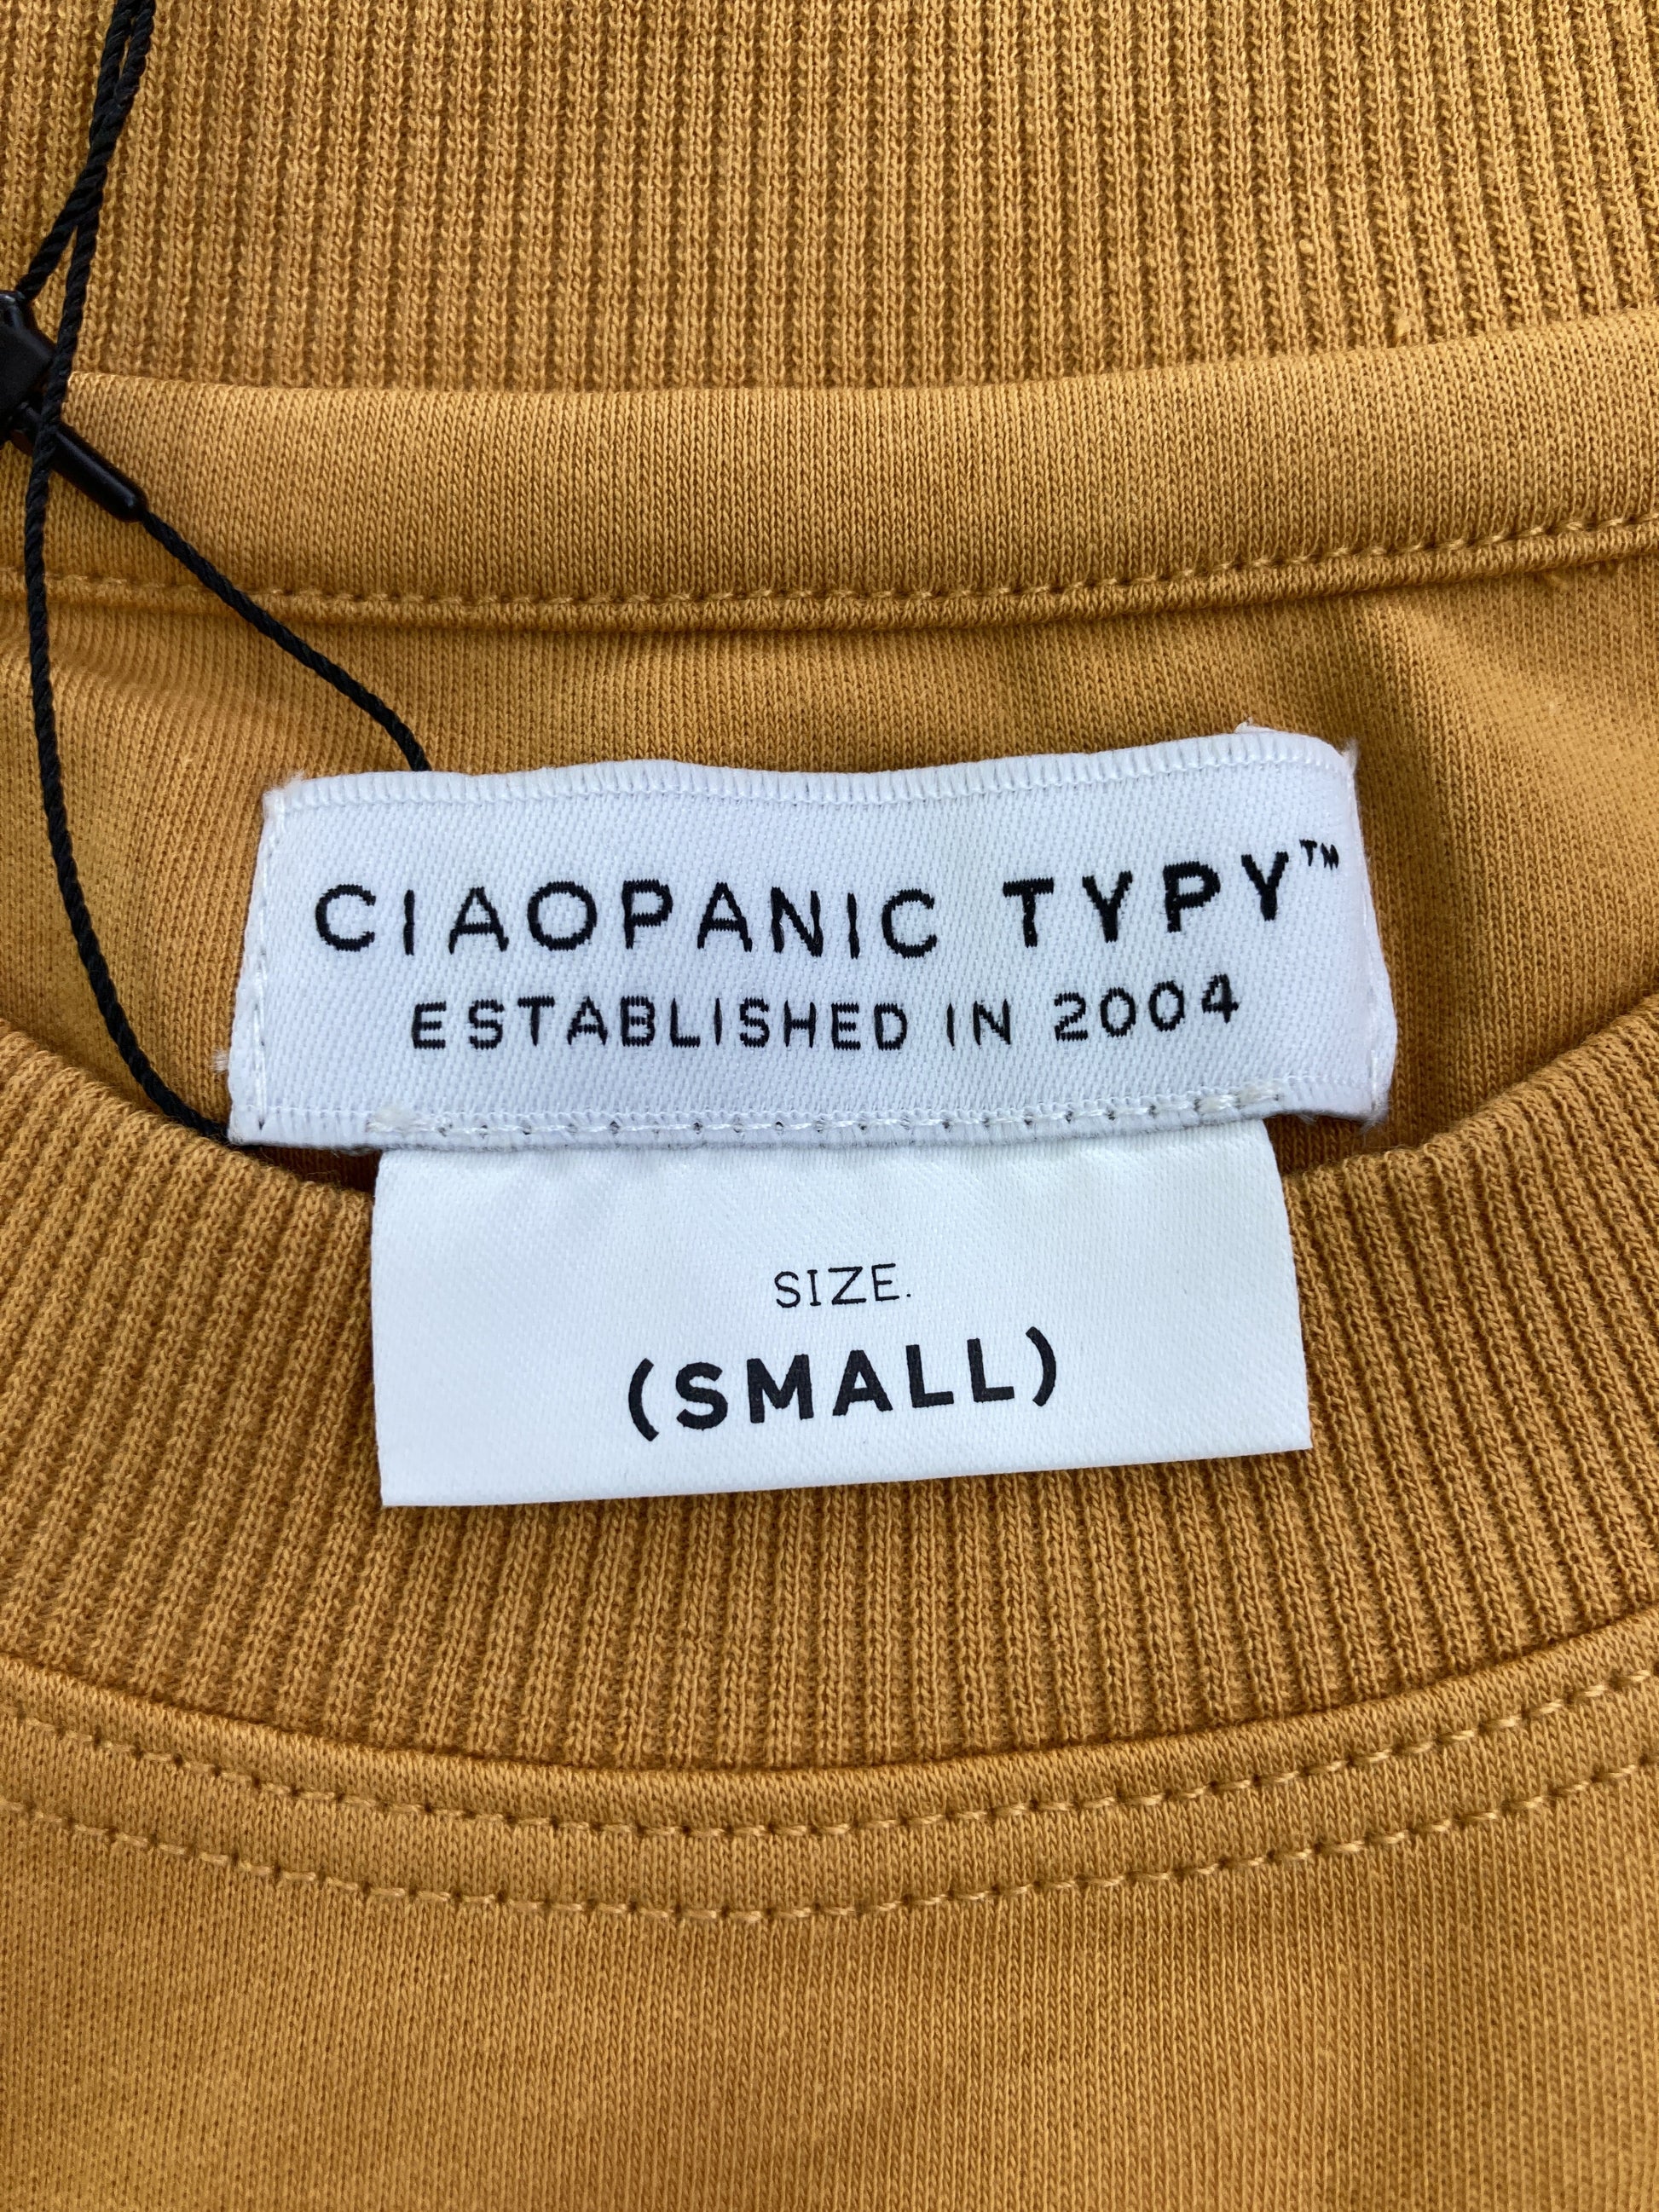 CIAOPANIC TYPY™
ESTABLISHED IN 2004
SIZE.
(SMALL)